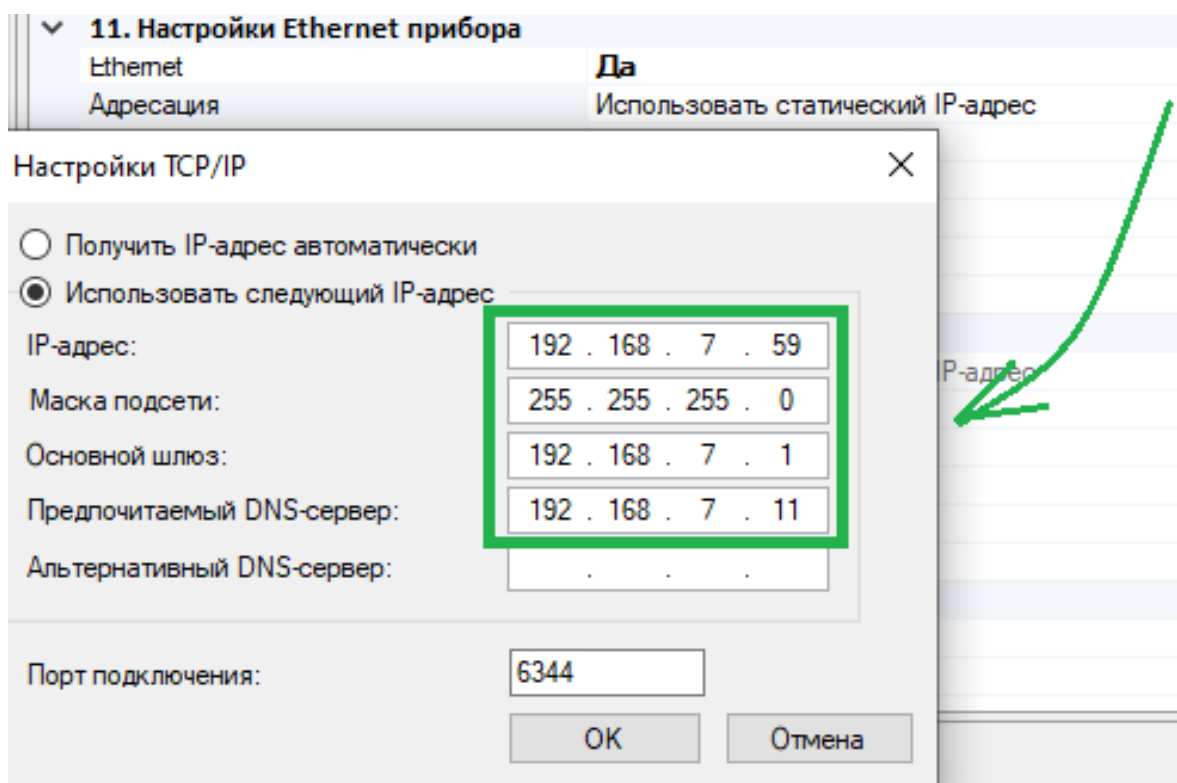 11. Настройки Ethernet прибора
Ethernet Да
Адресация Использовать статический IP-адрес
Настройки TCP/IP
Получить IP-адрес автоматически
Использовать следующий IP-адрес
IP-адрес: 192 . 168 . 7 . 59
IP-адрес
Маска подсети: 255 . 255 . 255 . 0
Основной шлюз: 192 . 168 . 7 . 1
Предпочитаемый DNS-сервер: 192 . 168 . 7 . 11
Альтернативный DNS-сервер: . . .
Порт подключения: 6344
OK Отмена